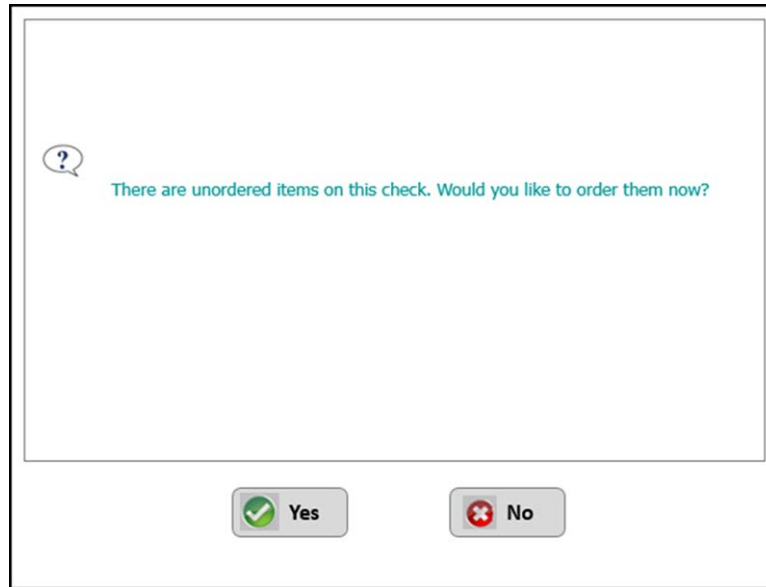 ?
There are unordered items on this check. Would you like to order them now?
Yes
No